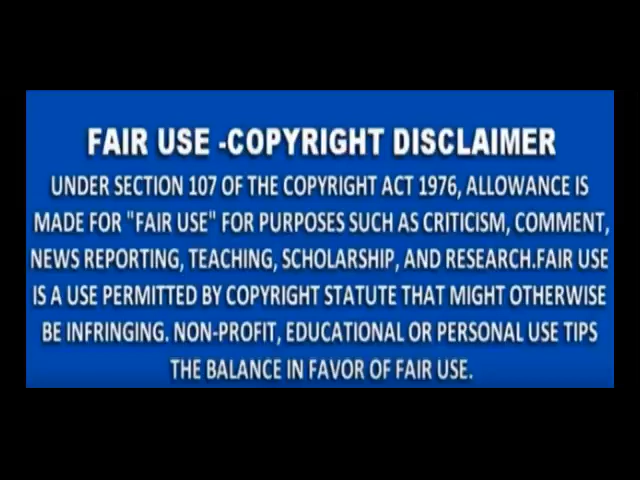 FAIR USE -COPYRIGHT DISCLAIMER
UNDER SECTION 107 OF THE COPYRIGHT ACT 1976, ALLOWANCE IS
MADE FOR "FAIR USE" FOR PURPOSES SUCH AS CRITICISM, COMMENT,
NEWS REPORTING, TEACHING, SCHOLARSHIP, AND RESEARCH.FAIR USE
IS A USE PERMITTED BY COPYRIGHT STATUTE THAT MIGHT OTHERWISE
BE INFRINGING. NON-PROFIT, EDUCATIONAL OR PERSONAL USE TIPS
THE BALANCE IN FAVOR OF FAIR USE.